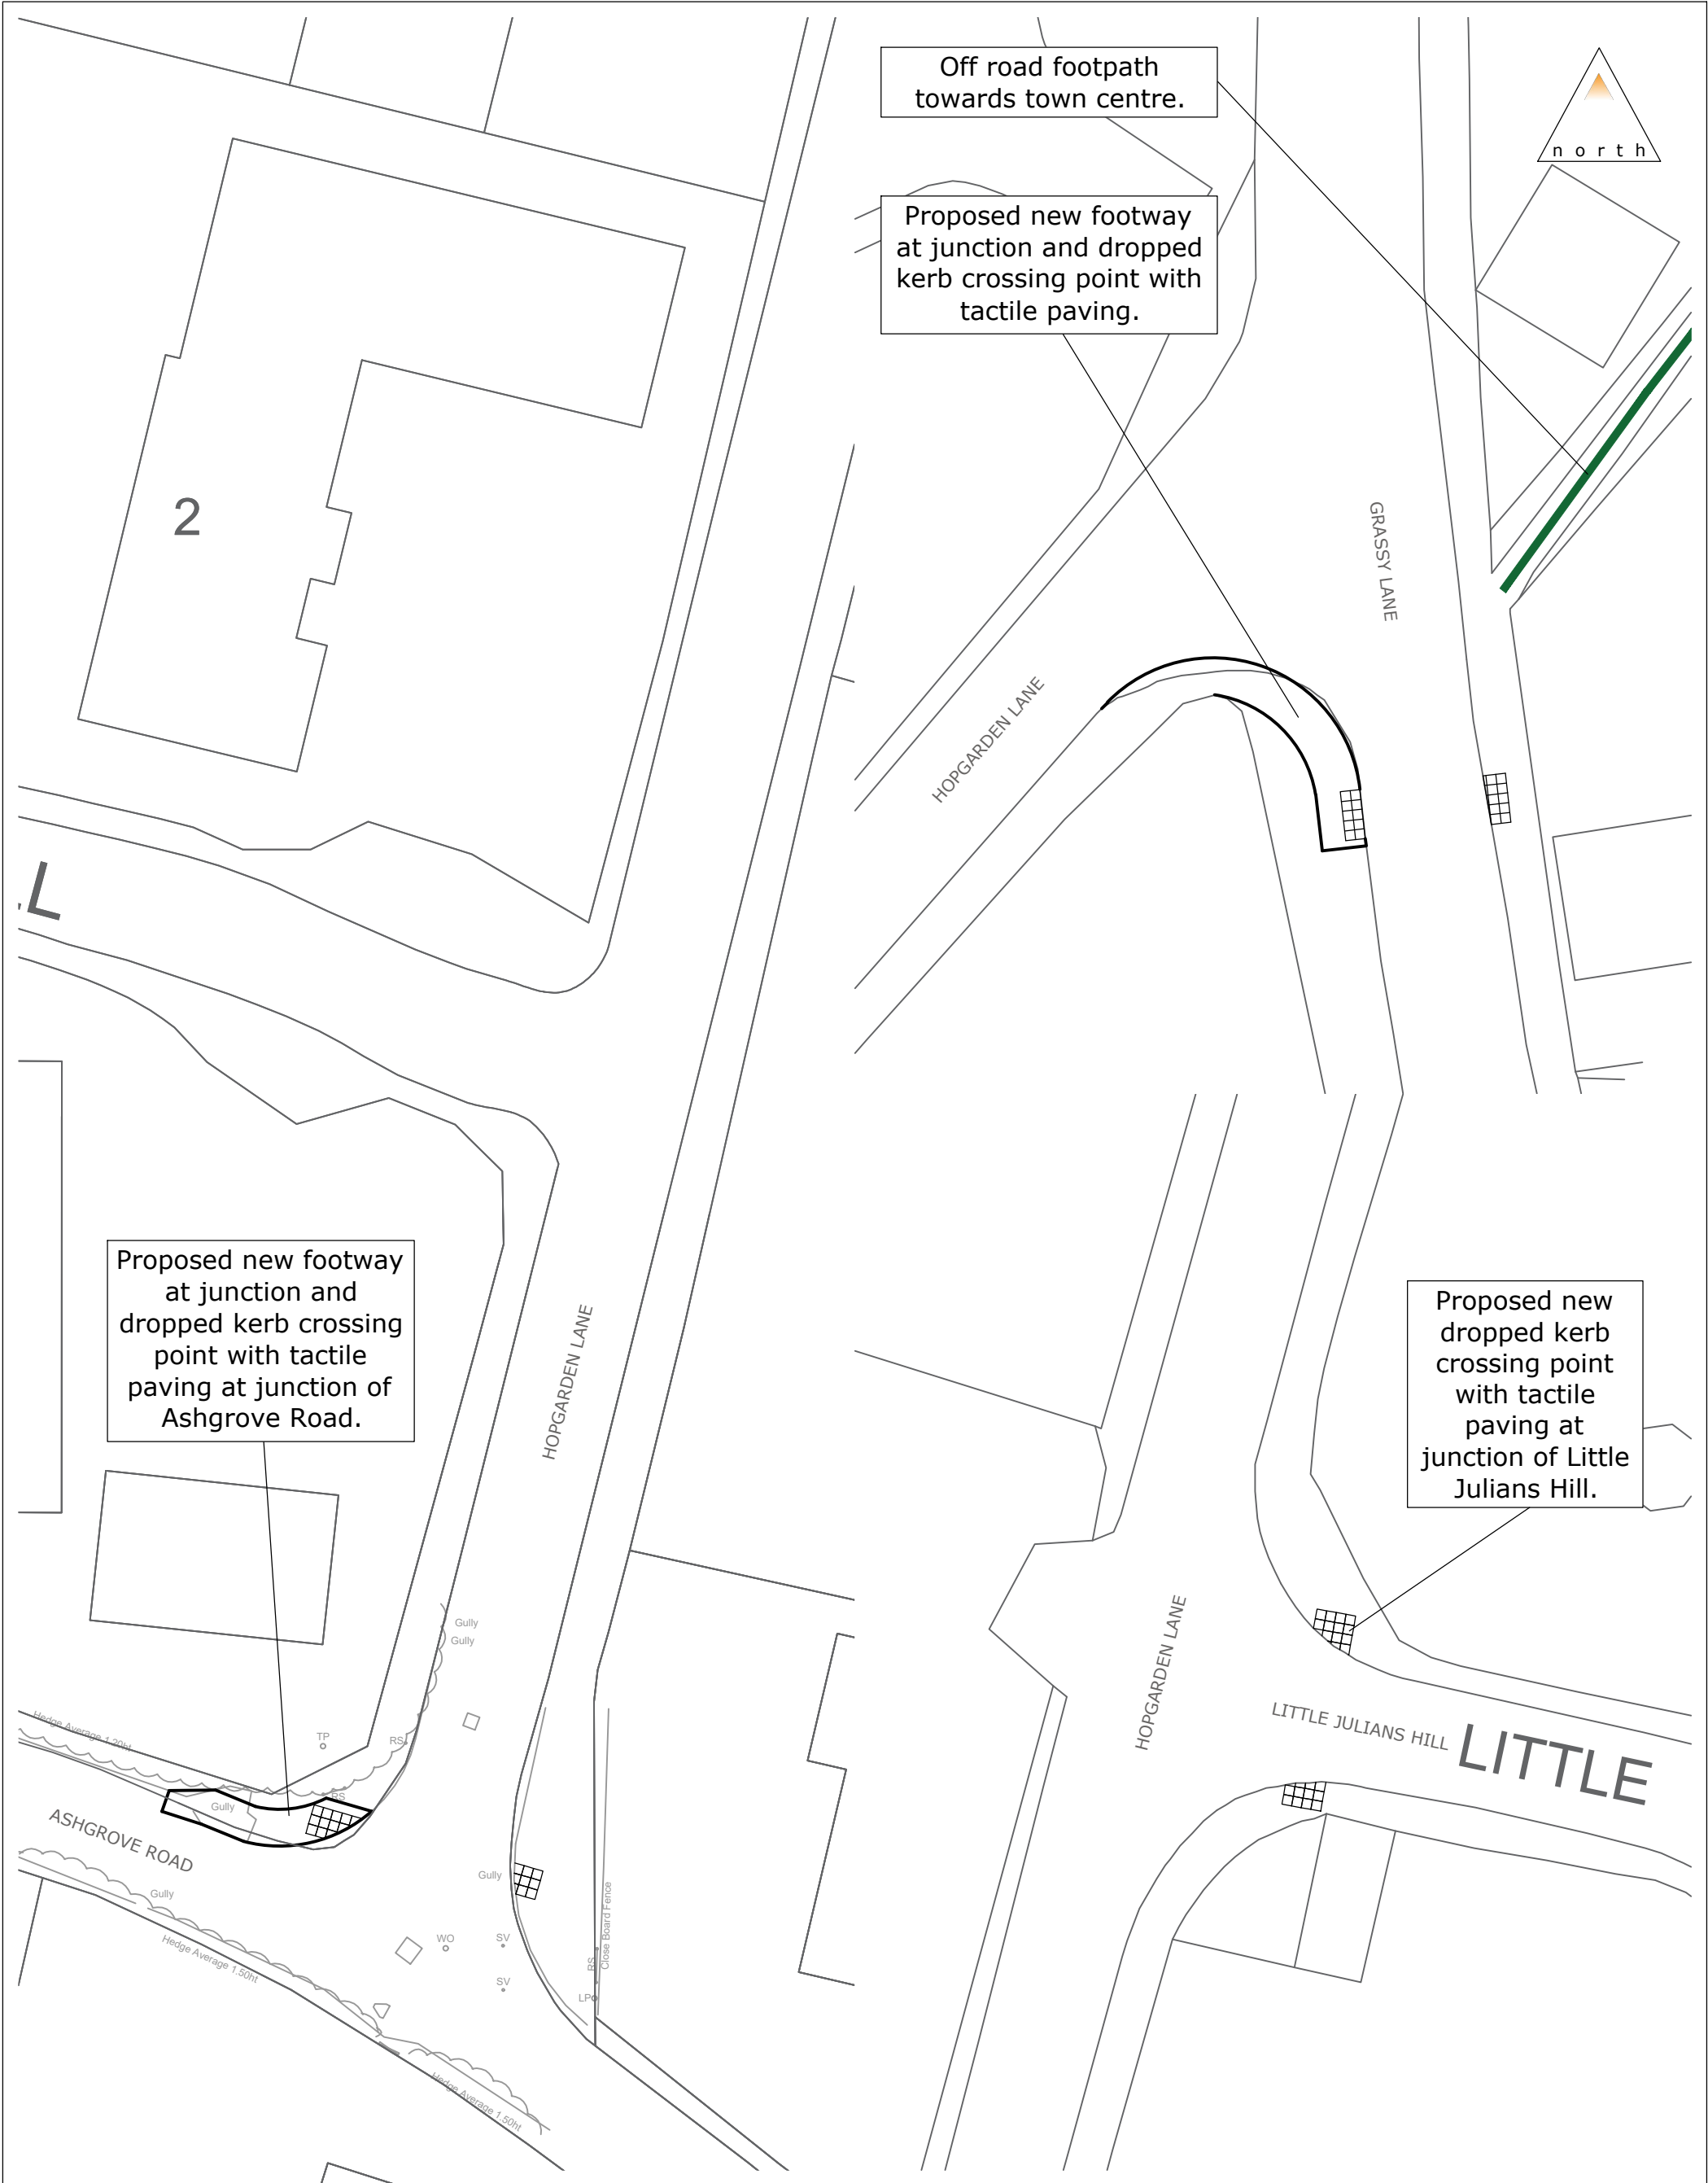 Off road footpath
towards town centre.
north
Proposed new footway
at junction and dropped
kerb crossing point with
tactile paving.
2
GRASSY LANE
HOPGARDEN LANE
L
Proposed new footway
at junction and
dropped kerb crossing
point with tactile
paving at junction of
Ashgrove Road.
HOPGARDEN LANE
Proposed new
dropped kerb
crossing point
with tactile
paving at
junction of Little
Julians Hill.
Gully
Gully
HOPGARDEN LANE
LITTLE JULIANS HILL
LITTLE
Hedge Average 1.20ht
TP
RS
RS
Gully
ASHGROVE ROAD
Gully
Gully
Close Board Fence
Hedge Average 1.50ht
WO
SV
RS
SV
LP
Hedge Average 1.50ht